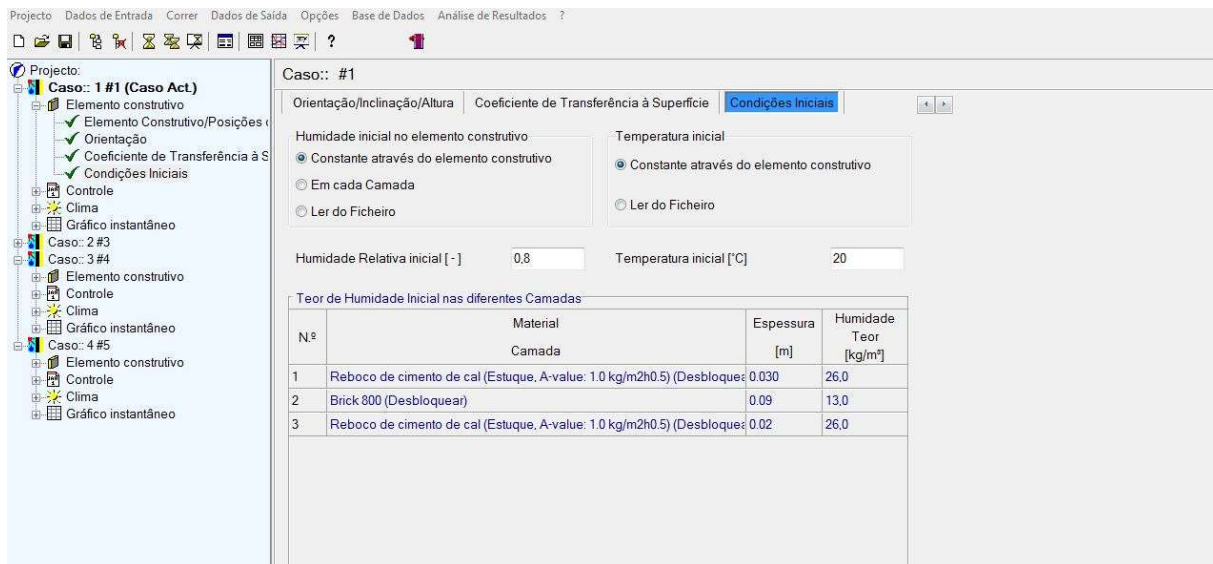 Projecto Dados de Entrada Correr Dados de Saída Opções Base de Dados Análise de Resultados ?
?
Projecto:
Caso:: 1 #1 (Caso Act.)
Elemento construtivo
Elemento Construtivo/Posições
Orientação
Coeficiente de Transferência à S
Condições Iniciais
Controle
Clima
Gráfico instantâneo
Caso:: 2 #3
Caso:: 3 #4
Elemento construtivo
Controle
Clima
Gráfico instantâneo
Caso:: 4 #5
Elemento construtivo
Controle
Clima
Gráfico instantâneo
Caso:: #1
Orientação/Inclinação/Altura Coeficiente de Transferência à Superfície Condições Iniciais
Humidade inicial no elemento construtivo
Constante através do elemento construtivo
Em cada Camada
Ler do Ficheiro
Temperatura inicial
Constante através do elemento construtivo
Ler do Ficheiro
Humidade Relativa inicial [ - ] 0,8 Temperatura inicial [°C] 20
Teor de Humidade Inicial nas diferentes Camadas
N.º Material Camada Espessura [m] Humidade Teor [kg/m³]
1 Reboco de cimento de cal (Estuque, A-value: 1.0 kg/m2h0.5) (Desbloquea 0.030 26,0
2 Brick 800 (Desbloquear) 0.09 13,0
3 Reboco de cimento de cal (Estuque, A-value: 1.0 kg/m2h0.5) (Desbloquea 0.02 26,0